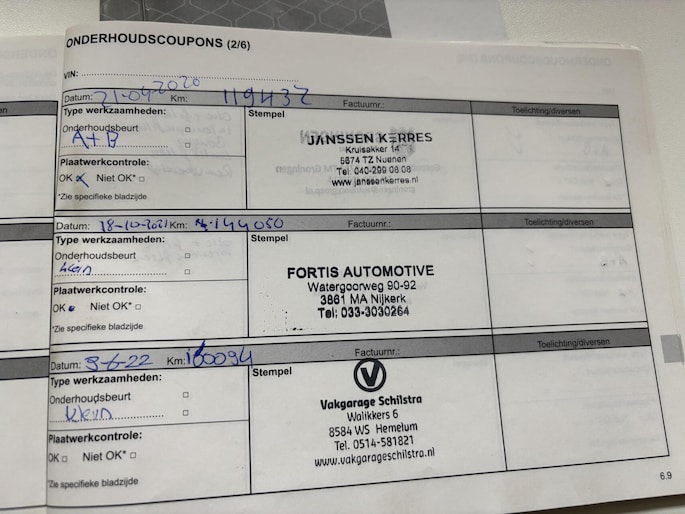 ONDERHOUDSCOUPONS (2/6)
VIN:
Datum: 21-04-2020 Km: 119432 Factuurnr.: Toelichting/diversen
Type werkzaamheden:
Stempel
Onderhoudsbeurt
A+B
Plaatwerkcontrole:
OK Niet OK*
*Zie specifieke bladzijde
JANSSEN KERRES
Kruisakker 14
5674 TZ Nuenen
Tel: 040-299 08 08
www.janssenkerres.nl
Datum: 18-10-2021 Km: 144050 Factuurnr.: Toelichting/diversen
Type werkzaamheden:
Stempel
Onderhoudsbeurt
klein
Plaatwerkcontrole:
OK Niet OK*
*Zie specifieke bladzijde
FORTIS AUTOMOTIVE
Watergoorweg 90-92
3861 MA Nijkerk
Tel: 033-3030264
Datum: 3-6-22 Km: 160094 Factuurnr.: Toelichting/diversen
Type werkzaamheden:
Stempel
Onderhoudsbeurt
klein
Plaatwerkcontrole:
OK Niet OK*
*Zie specifieke bladzijde
Vakgarage Schilstra
Walikkers 6
8584 WS Hemelum
Tel. 0514-581821
www.vakgarageschilstra.nl
6.9